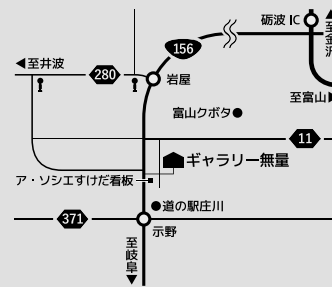 砺波 IC
至金沢
156
至井波
280
岩屋
至富山
富山クボタ
11
ギャラリー無量
ア・ソシエすけだ看板
道の駅庄川
371
示野
至岐阜